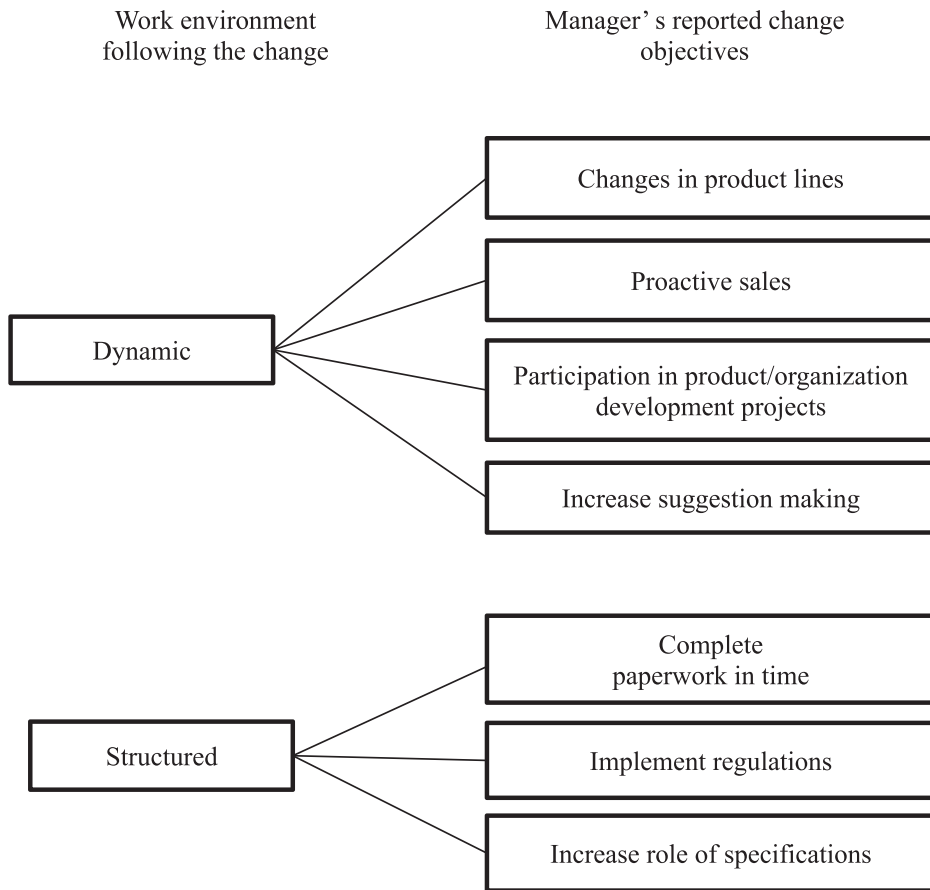 Work environment
following the change
Manager’ s reported change
objectives
Changes in product lines
Proactive sales
Dynamic
Participation in product/organization
development projects
Increase suggestion making
Complete
paperwork in time
Structured
Implement regulations
Increase role of specifications